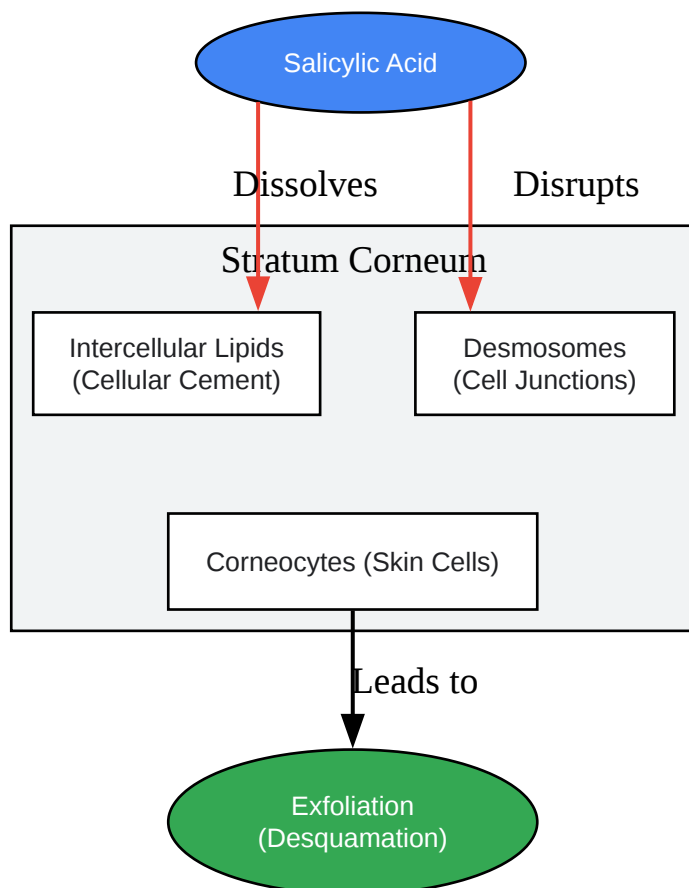 Salicylic Acid
Dissolves
Disrupts
Stratum Corneum
Intercellular Lipids
(Cellular Cement)
Desmosomes
(Cell Junctions)
Corneocytes (Skin Cells)
Leads to
Exfoliation
(Desquamation)